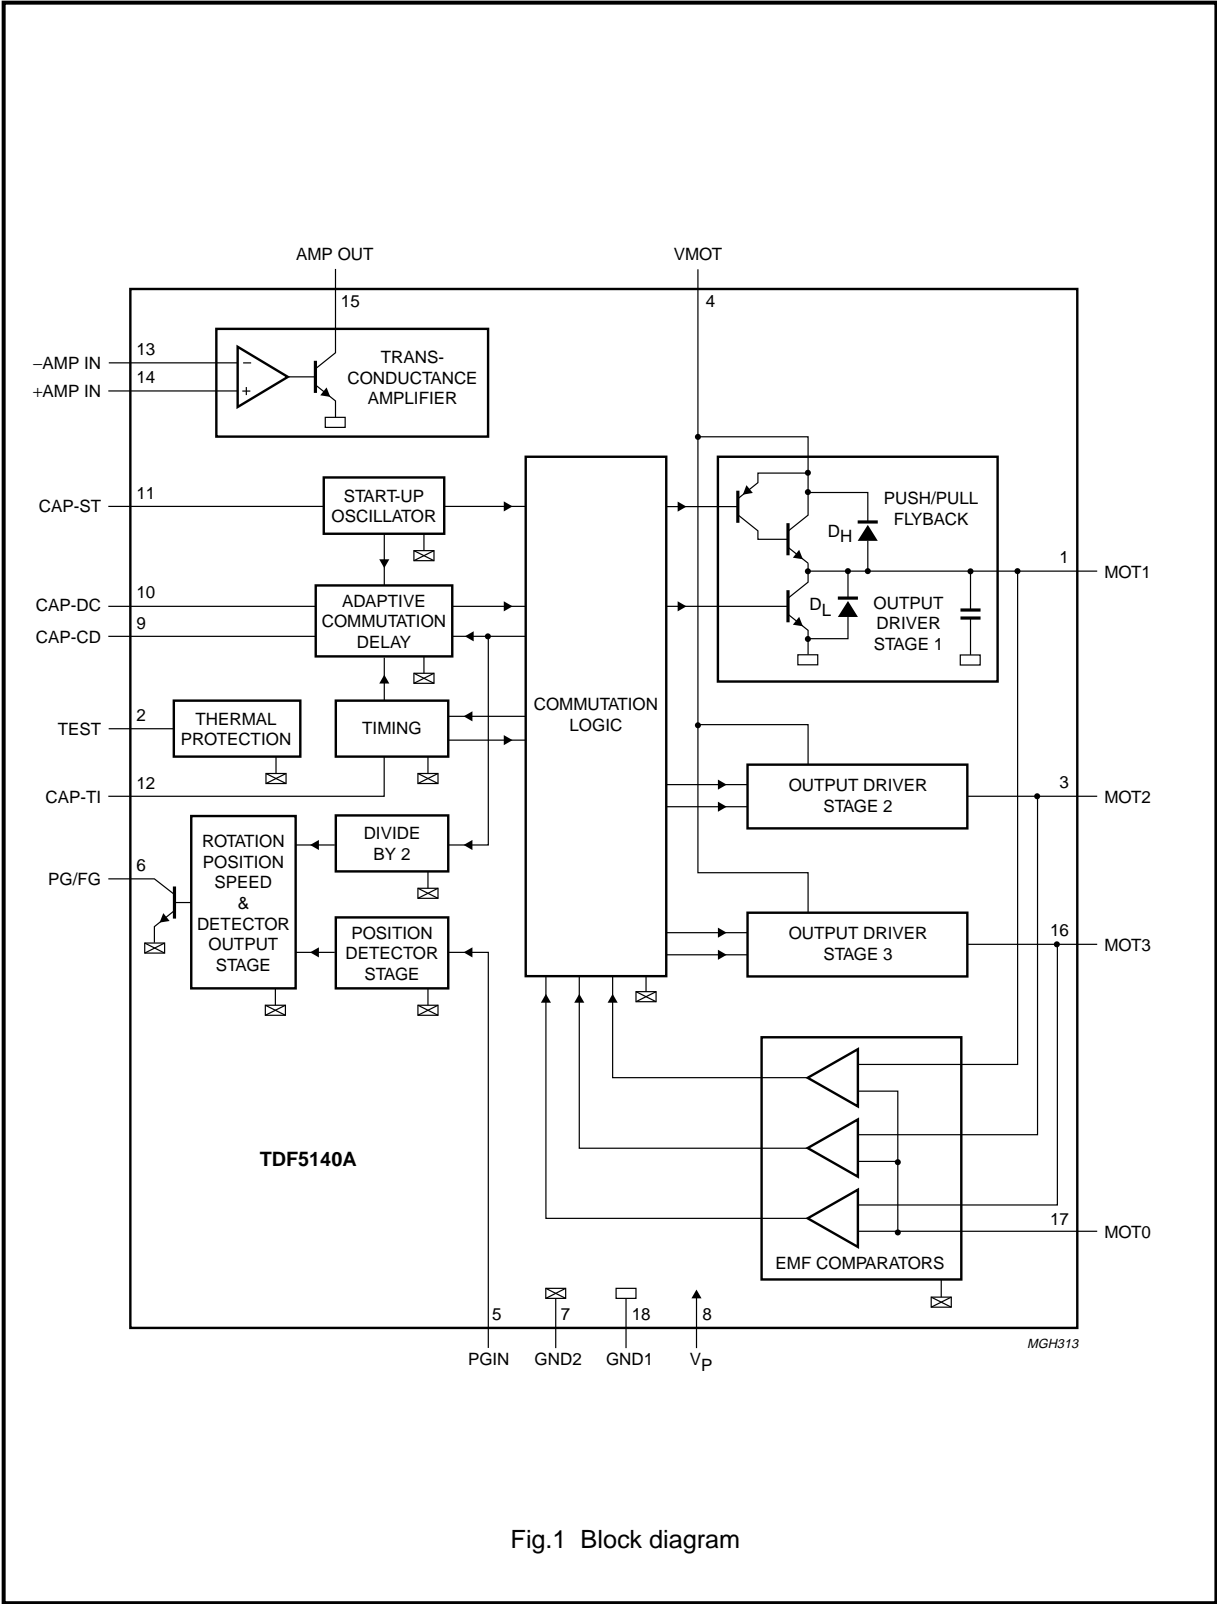 AMP OUT
VMOT
15
4
13
−AMP IN
14
+AMP IN
TRANS-
CONDUCTANCE
AMPLIFIER
−
+
11
CAP-ST
START-UP
OSCILLATOR
PUSH/PULL
FLYBACK
DH
1
MOT1
10
CAP-DC
9
CAP-CD
ADAPTIVE
COMMUTATION
DELAY
DL
OUTPUT
DRIVER
STAGE 1
COMMUTATION
LOGIC
2
TEST
THERMAL
PROTECTION
TIMING
12
CAP-TI
OUTPUT DRIVER
STAGE 2
3
MOT2
6
PG/FG
ROTATION
POSITION
SPEED
&
DETECTOR
OUTPUT
STAGE
DIVIDE
BY 2
POSITION
DETECTOR
STAGE
OUTPUT DRIVER
STAGE 3
16
MOT3
TDF5140A
17
MOT0
EMF COMPARATORS
5
7
18
8
PGIN
GND2
GND1
VP
MGH313
Fig.1 Block diagram